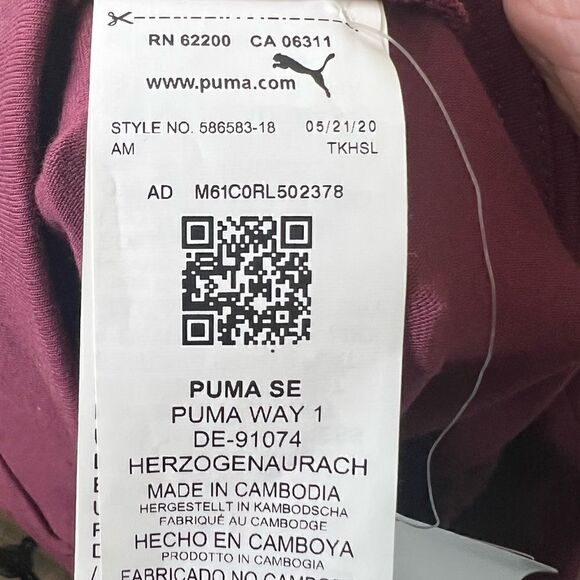 RN 62200 CA 06311
www.puma.com
STYLE NO. 586583-18 05/21/20
AM TKHSL
AD M61C0RL502378
PUMA SE
PUMA WAY 1
DE-91074
HERZOGENAURACH
MADE IN CAMBODIA
HERGESTELLT IN KAMBODSCHA
FABRIQUÉ AU CAMBODGE
HECHO EN CAMBOYA
PRODOTTO IN CAMBOGIA
FABRICADO NO